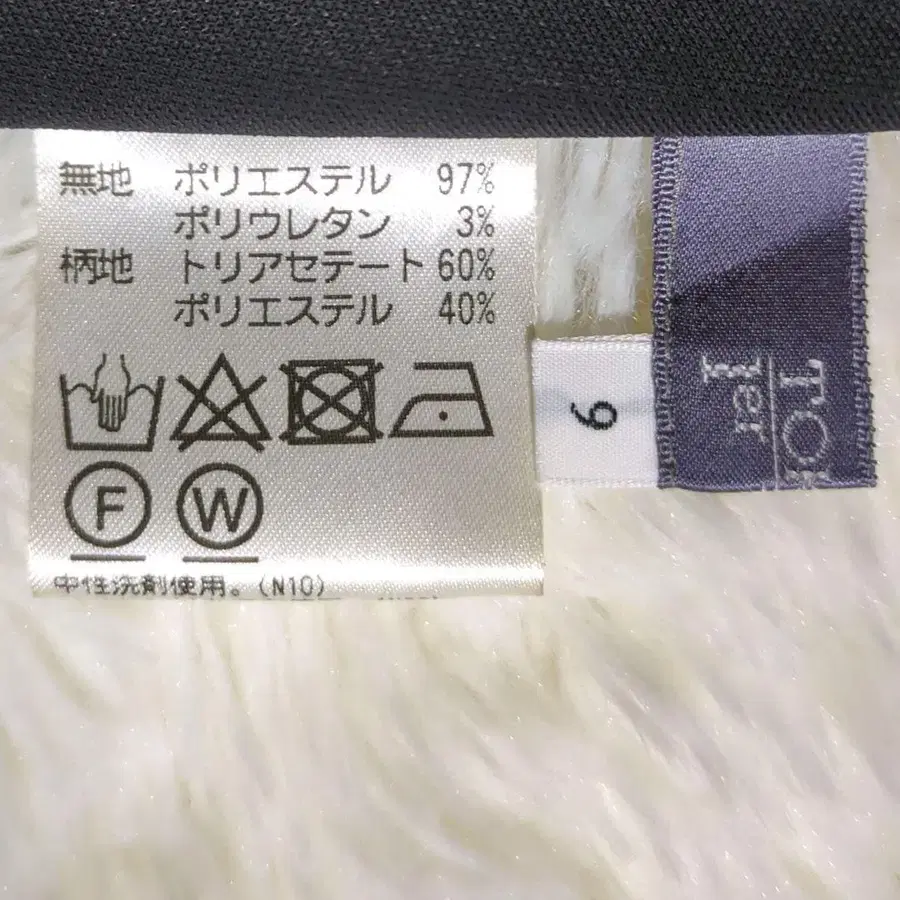 無地 ポリエステル 97%
ポリウレタン 3%
柄地 トリアセテート 60%
ポリエステル 40%
F W
中性洗剤使用。(N10)
9